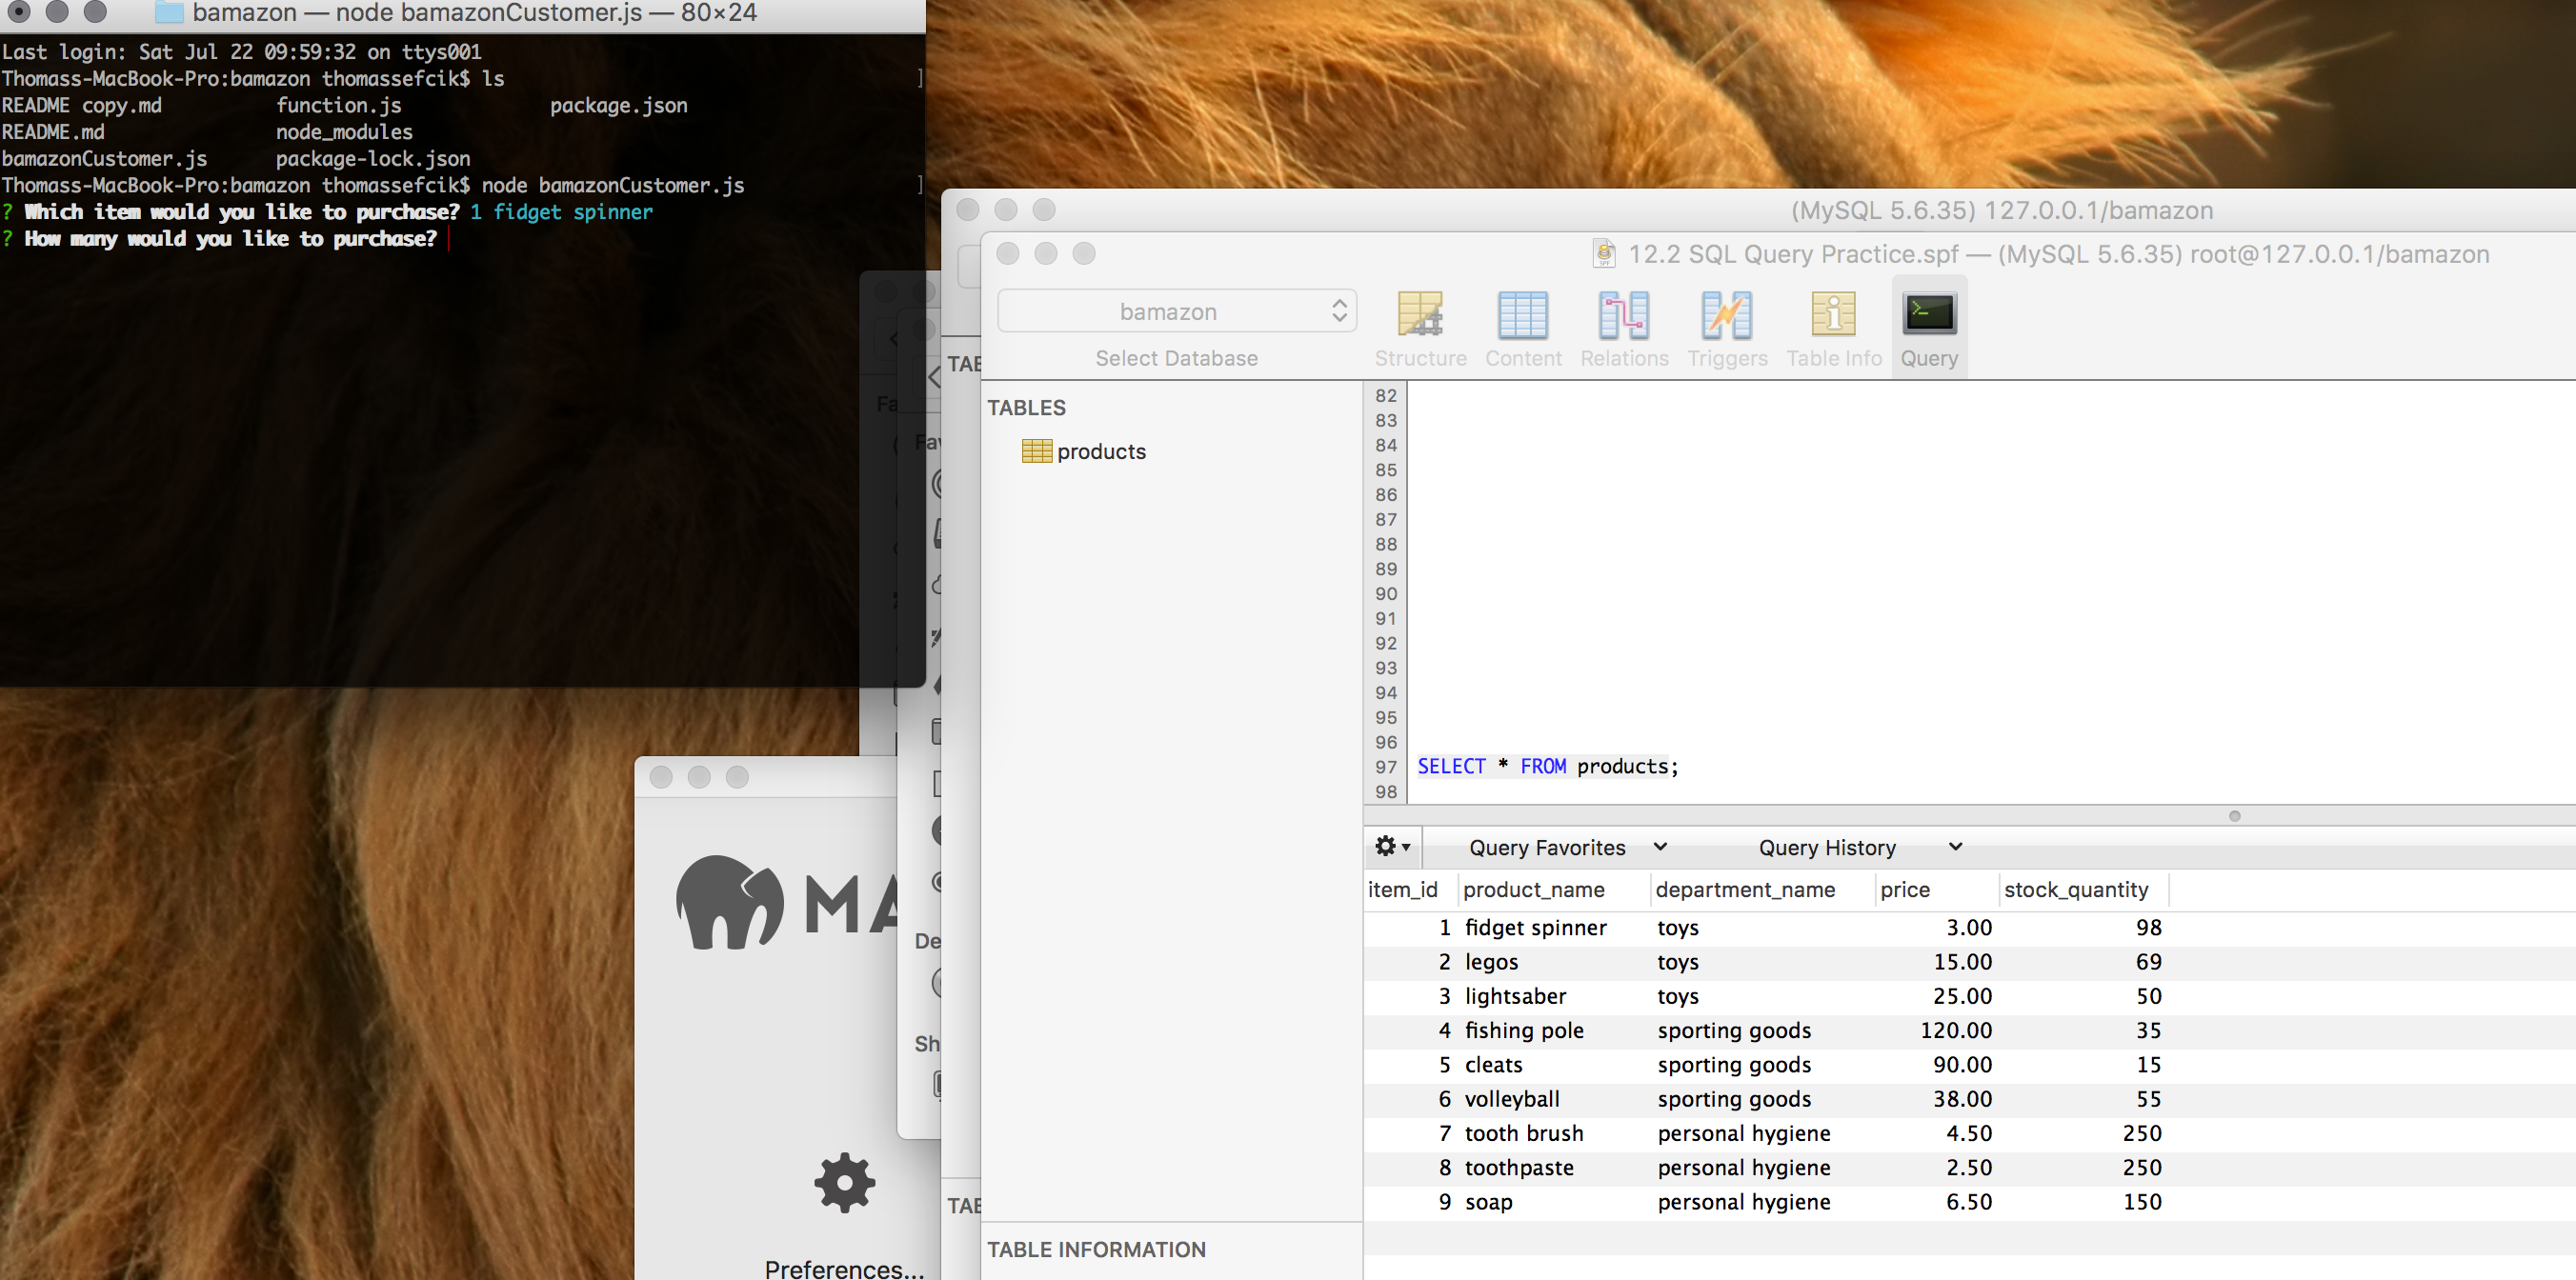 bamazon — node bamazonCustomer.js — 80×24
Last login: Sat Jul 22 09:59:32 on ttys001
Thomass-MacBook-Pro:bamazon thomassefcik$ ls ]
README copy.md function.js package.json
README.md node_modules
bamazonCustomer.js package-lock.json
Thomass-MacBook-Pro:bamazon thomassefcik$ node bamazonCustomer.js ]
? Which item would you like to purchase? 1 fidget spinner
? How many would you like to purchase?
(MySQL 5.6.35) 127.0.0.1/bamazon
12.2 SQL Query Practice.spf — (MySQL 5.6.35) root@127.0.0.1/bamazon
bamazon
Select Database
Structure Content Relations Triggers Table Info Query
TABLES
products
82
83
84
85
86
87
88
89
90
91
92
93
94
95
96
97 SELECT * FROM products;
98
Query Favorites Query History
item_id product_name department_name price stock_quantity
1 fidget spinner toys 3.00 98
2 legos toys 15.00 69
3 lightsaber toys 25.00 50
4 fishing pole sporting goods 120.00 35
5 cleats sporting goods 90.00 15
6 volleyball sporting goods 38.00 55
7 tooth brush personal hygiene 4.50 250
8 toothpaste personal hygiene 2.50 250
9 soap personal hygiene 6.50 150
TABLE INFORMATION
TAB
TAB
Fa
Fav
De
Sh
MA
Preferences...